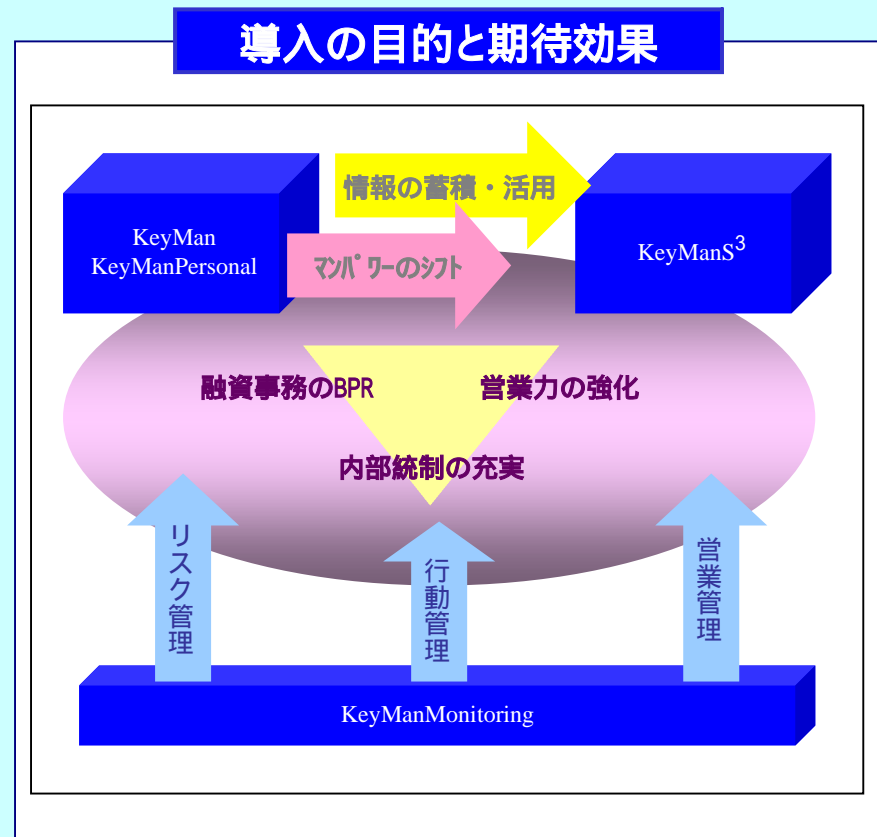 導入の目的と期待効果
情報の蓄積・活用
KeyMan
KeyManPersonal
マンパワーのシフト
KeyManS³
融資事務のBPR
営業力の強化
内部統制の充実
リスク管理
行動管理
営業管理
KeyManMonitoring